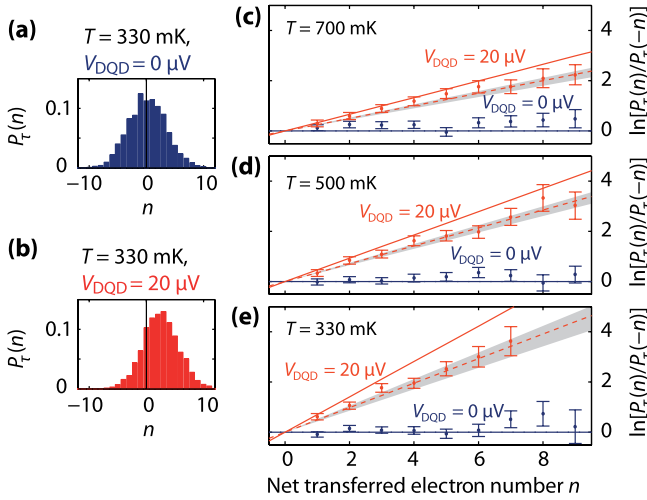 (a)
T = 330 mK,
V_DQD = 0 μV
0.1
0
P_τ(n)
−10 0 10
n
(b)
T = 330 mK,
V_DQD = 20 μV
0.1
0
P_τ(n)
−10 0 10
n
(c)
T = 700 mK
V_DQD = 20 μV
V_DQD = 0 μV
4
2
0
ln[P_τ(n)/P_τ(−n)]
(d)
T = 500 mK
V_DQD = 20 μV
V_DQD = 0 μV
4
2
0
ln[P_τ(n)/P_τ(−n)]
(e)
T = 330 mK
V_DQD = 20 μV
V_DQD = 0 μV
4
2
0
ln[P_τ(n)/P_τ(−n)]
0 2 4 6 8
Net transferred electron number n